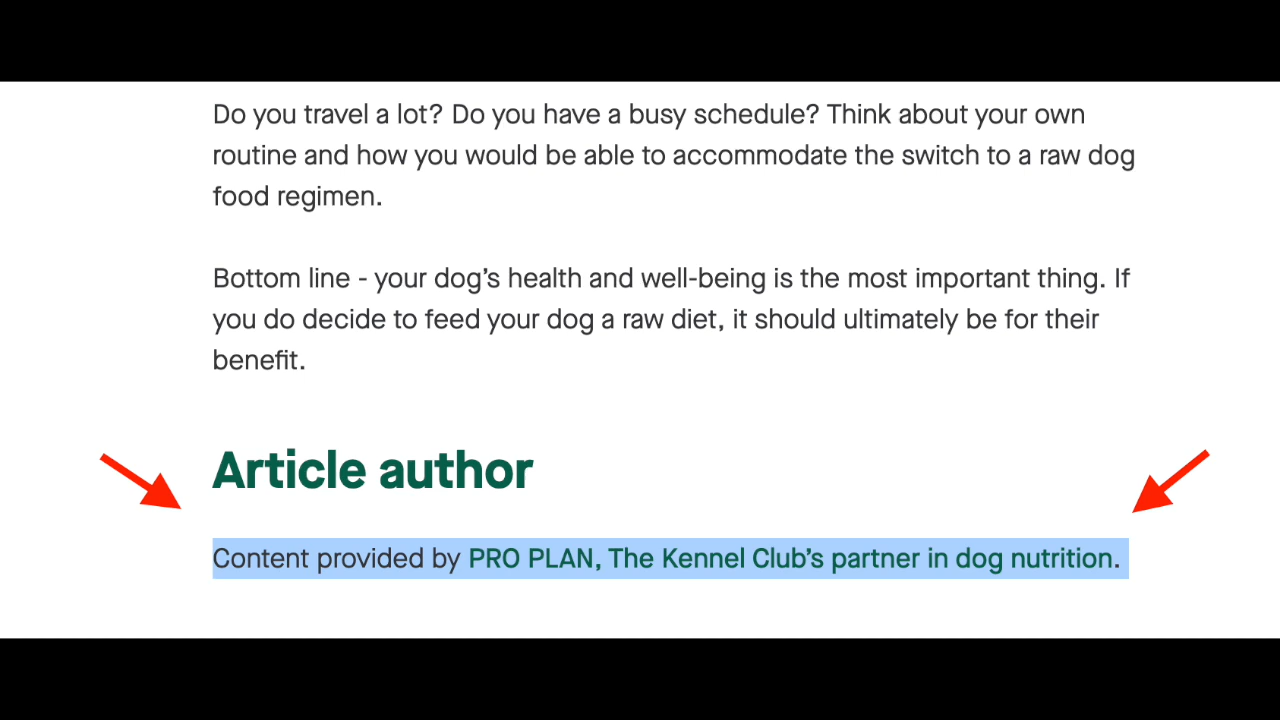 Do you travel a lot? Do you have a busy schedule? Think about your own
routine and how you would be able to accommodate the switch to a raw dog
food regimen.
Bottom line - your dog’s health and well-being is the most important thing. If
you do decide to feed your dog a raw diet, it should ultimately be for their
benefit.
Article author
Content provided by PRO PLAN, The Kennel Club’s partner in dog nutrition.